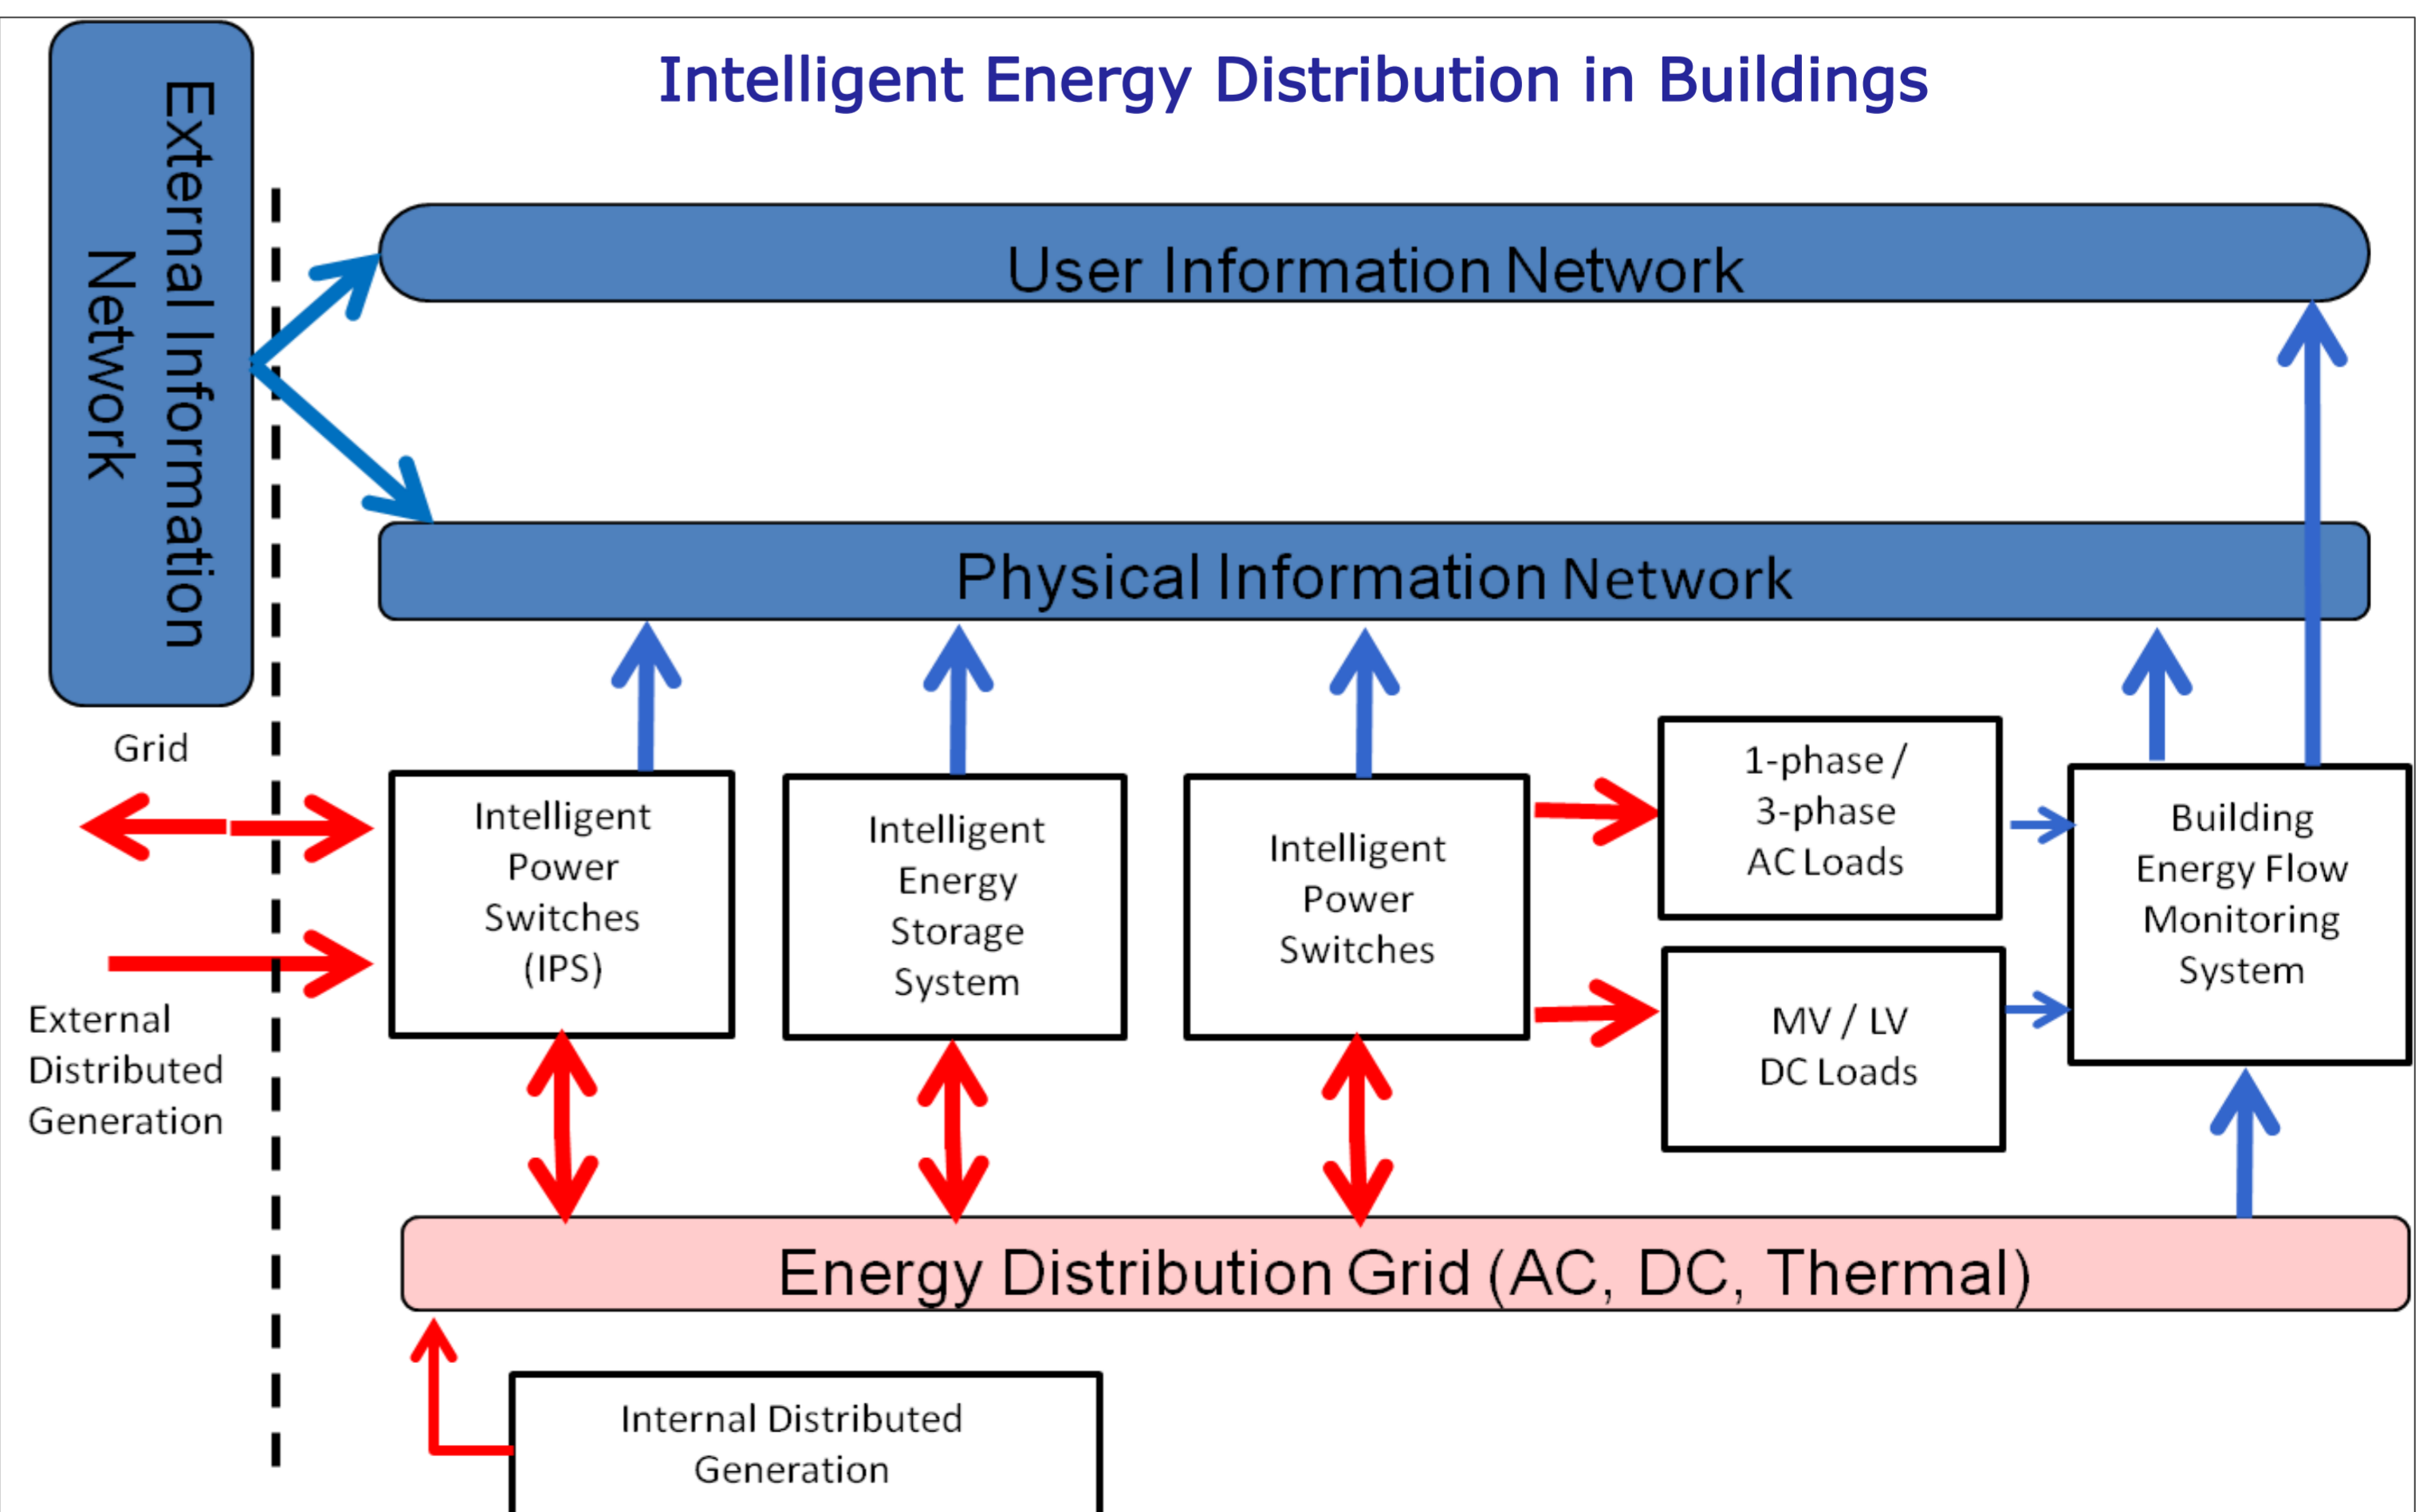 Intelligent Energy Distribution in Buildings
External Information
Network
User Information Network
Physical Information Network
Grid
External
Distributed
Generation
Intelligent
Power
Switches
(IPS)
Intelligent
Energy
Storage
System
Intelligent
Power
Switches
1-phase /
3-phase
AC Loads
MV / LV
DC Loads
Building
Energy Flow
Monitoring
System
Energy Distribution Grid (AC, DC, Thermal)
Internal Distributed
Generation